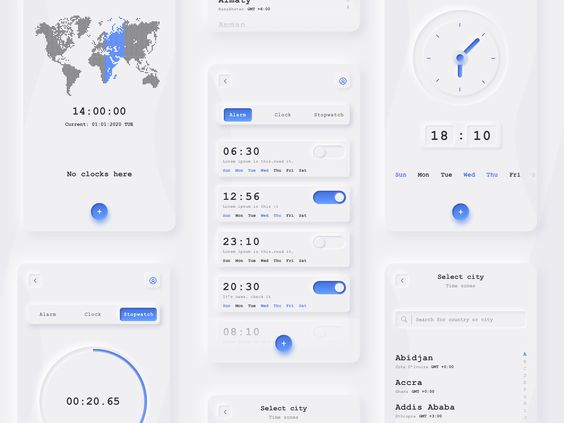 14:00:00
Current: 01:01:2020 TUE
No clocks here
+
Alarm Clock Stopwatch
00:20.65
Almaty
Kazakhstan GMT +6:00
Amman
Alarm Clock Stopwatch
06:30
Lorem ipsum is this.read it.
Sun Mon Tue Wed Thu Fri Sat
12:56
Lorem ipsum is this :)
Sun Mon Tue Wed Thu Fri Sat
23:10
Lorem ipsum is this.read it.
Sun Mon Tue Wed Thu Fri Sat
20:30
It's news. check it
Sun Mon Tue Wed Thu Fri Sat
08:10
+
Select city
Time zones
18 : 10
Sun Mon Tue Wed Thu Fri
+
Select city
Time zones
Search for country or city
Abidjan
Cote D'ivoire GMT +0:00
Accra
Ghana GMT +0:00
Addis Ababa
Ethiopia GMT +3:00
A
B
C
D